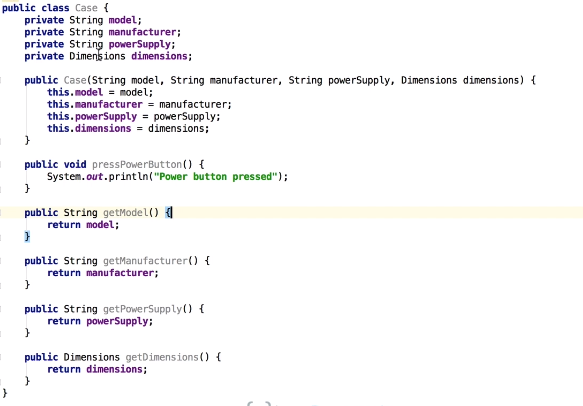 public class Case {
    private String model;
    private String manufacturer;
    private String powerSupply;
    private Dimensions dimensions;

    public Case(String model, String manufacturer, String powerSupply, Dimensions dimensions) {
        this.model = model;
        this.manufacturer = manufacturer;
        this.powerSupply = powerSupply;
        this.dimensions = dimensions;
    }

    public void pressPowerButton() {
        System.out.println("Power button pressed");
    }

    public String getModel() {
        return model;
    }

    public String getManufacturer() {
        return manufacturer;
    }

    public String getPowerSupply() {
        return powerSupply;
    }

    public Dimensions getDimensions() {
        return dimensions;
    }
}